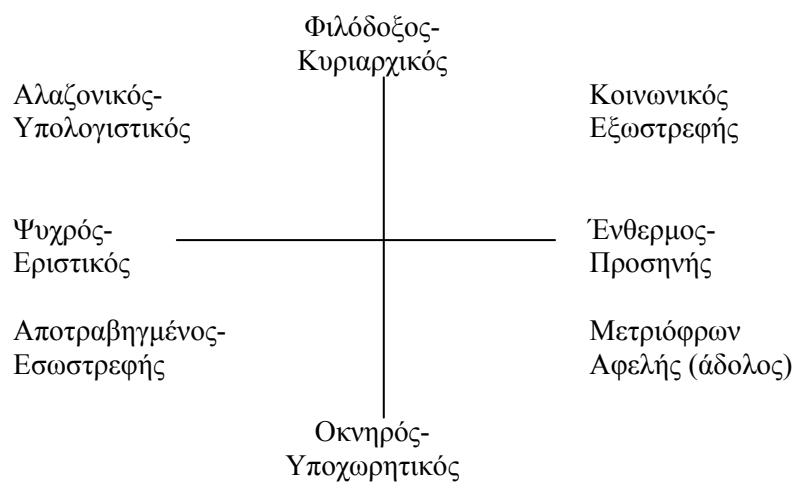 Φιλόδοξος-
Κυριαρχικός
Αλαζονικός-
Υπολογιστικός
Κοινωνικός
Εξωστρεφής
Ψυχρός-
Εριστικός
Ένθερμος-
Προσηνής
Αποτραβηγμένος-
Εσωστρεφής
Μετριόφρων
Αφελής (άδολος)
Οκνηρός-
Υποχωρητικός